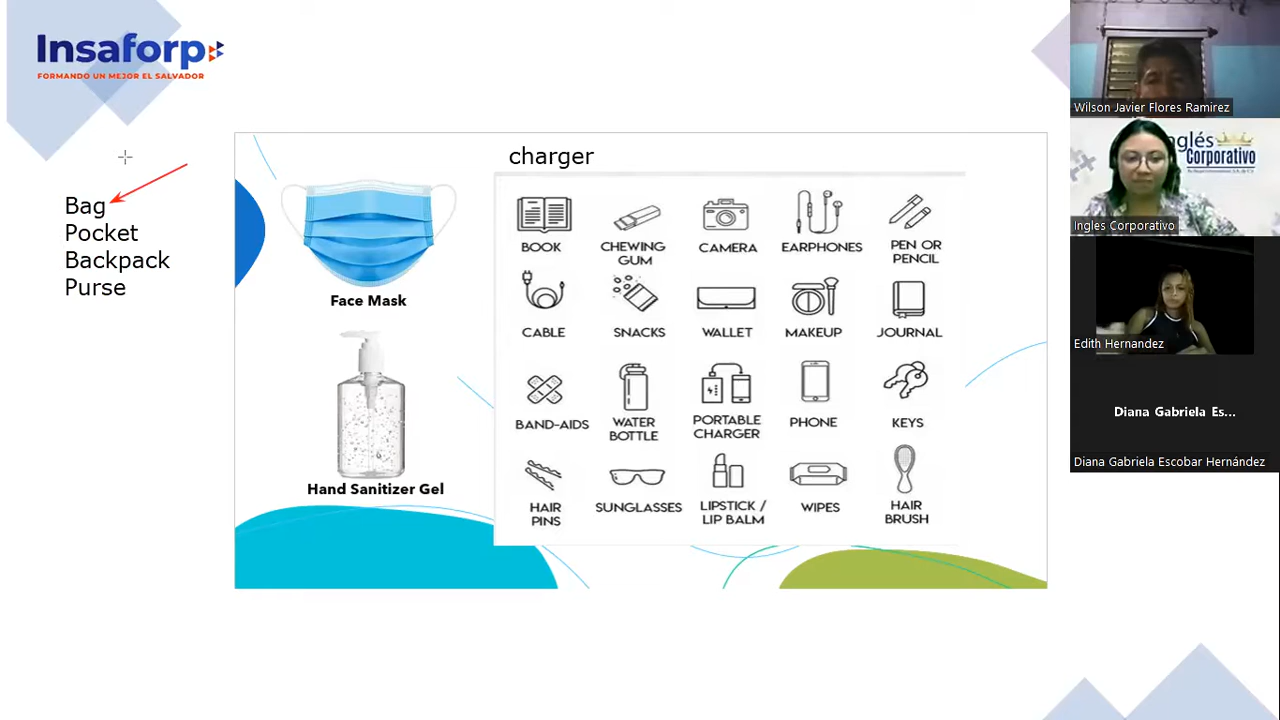 Insaforp
FORMANDO UN MEJOR EL SALVADOR
Bag
Pocket
Backpack
Purse
Face Mask
Hand Sanitizer Gel
charger
BOOK
CHEWING
GUM
CAMERA
EARPHONES
PEN OR
PENCIL
CABLE
SNACKS
WALLET
MAKEUP
JOURNAL
BAND-AIDS
WATER
BOTTLE
PORTABLE
CHARGER
PHONE
KEYS
HAIR
PINS
SUNGLASSES
LIPSTICK /
LIP BALM
WIPES
HAIR
BRUSH
Wilson Javier Flores Ramirez
Inglés
Corporativo
Ingles Corporativo
Edith Hernandez
Diana Gabriela Es...
Diana Gabriela Escobar Hernández